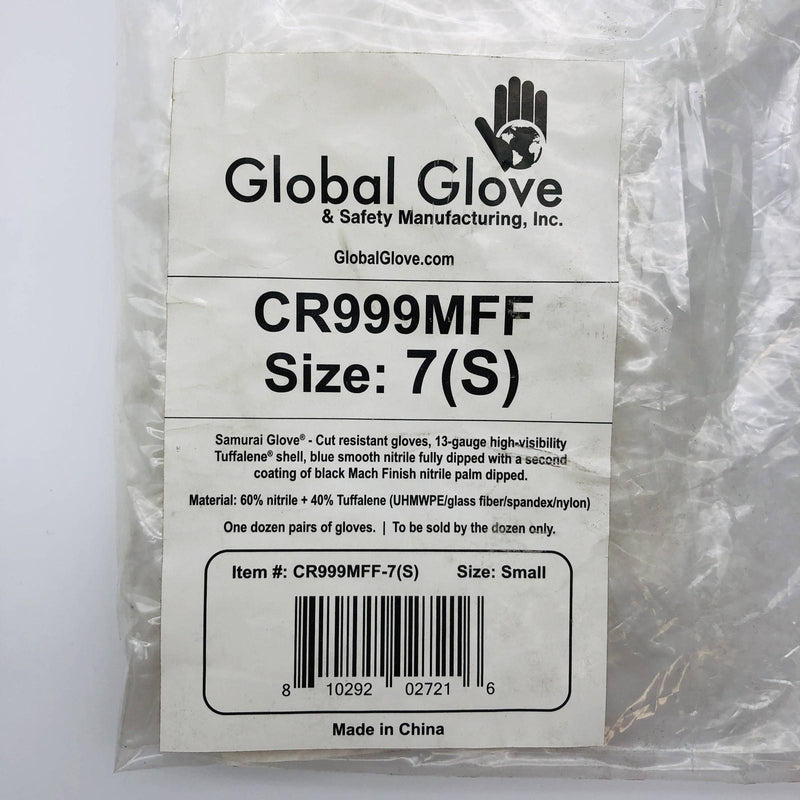 Global Glove
& Safety Manufacturing, Inc.
GlobalGlove.com
CR999MFF
Size: 7(S)
Samurai Glove® - Cut resistant gloves, 13-gauge high-visibility
Tuffalene® shell, blue smooth nitrile fully dipped with a second
coating of black Mach Finish nitrile palm dipped.
Material: 60% nitrile + 40% Tuffalene (UHMWPE/glass fiber/spandex/nylon)
One dozen pairs of gloves. | To be sold by the dozen only.
Item #: CR999MFF-7(S) Size: Small
8 10292 02721 6
Made in China